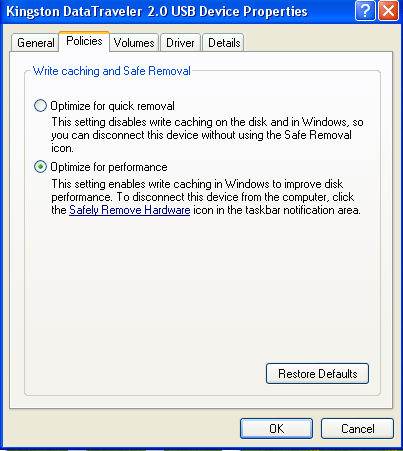 Kingston DataTraveler 2.0 USB Device Properties
General Policies Volumes Driver Details
Write caching and Safe Removal
Optimize for quick removal
This setting disables write caching on the disk and in Windows, so
you can disconnect this device without using the Safe Removal
icon.
Optimize for performance
This setting enables write caching in Windows to improve disk
performance. To disconnect this device from the computer, click
the Safely Remove Hardware icon in the taskbar notification area.
Restore Defaults
OK Cancel